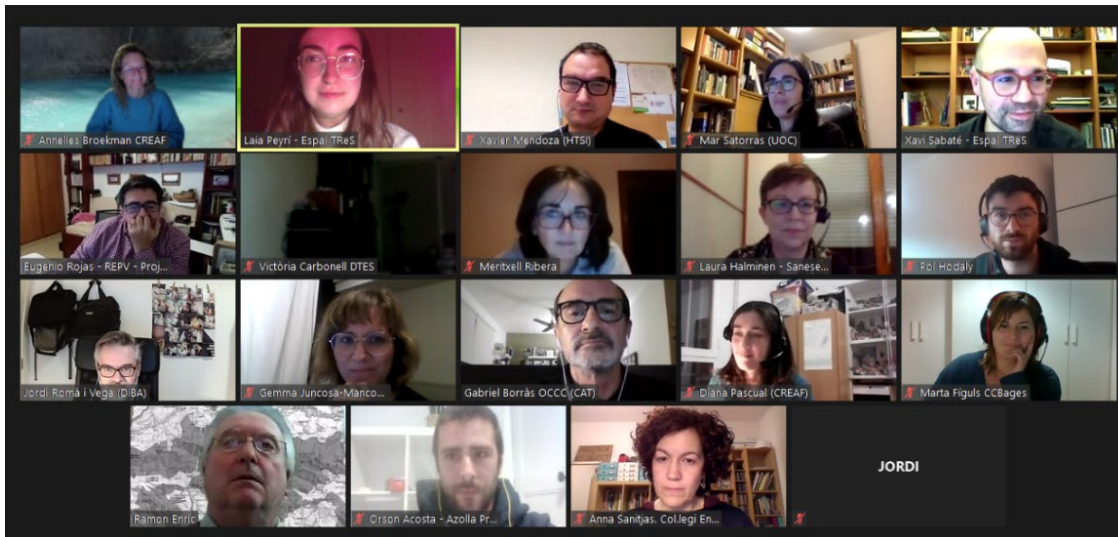 Annelies Broekman CREAF
Laia Peyrí - Espai TReS
Xavier Mendoza (HTSI)
Mar Satorras (UOC)
Xavi Sabaté - Espai TReS
Eugenio Rojas - REPV - Proj...
Victòria Carbonell DTES
Meritxell Ribera
Laura Halminen - Sanese...
Pol Hodaly
Jordi Romà i Vega (DIBA)
Gemma Juncosa-Manco...
Gabriel Borràs OCCC (CAT)
Diana Pascual (CREAF)
Marta Fíguls CCBages
Ramon Enric
Orson Acosta - Azolla Pr...
Anna Sanitjas. Col.legi En...
JORDI